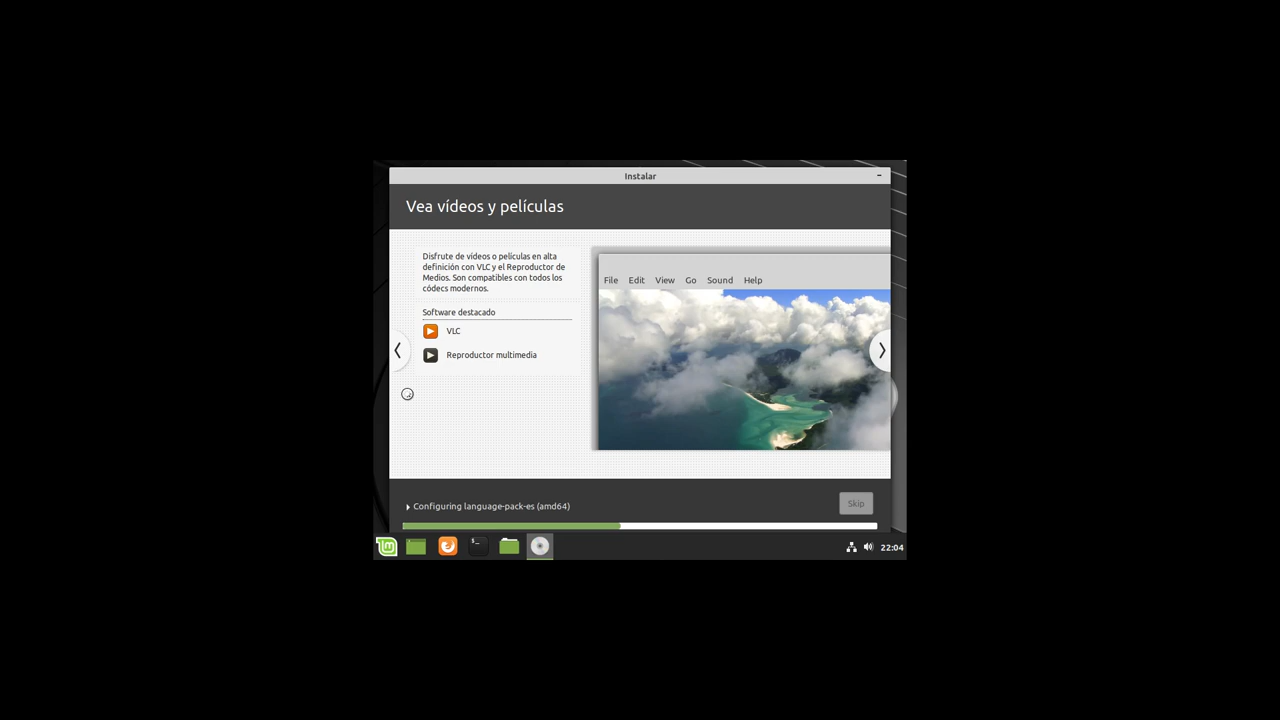 Instalar
Vea vídeos y películas
Disfrute de vídeos o películas en alta
definición con VLC y el Reproductor de
Medios. Son compatibles con todos los
códecs modernos.
Software destacado
VLC
Reproductor multimedia
File Edit View Go Sound Help
Configuring language-pack-es (amd64)
Skip
22:04